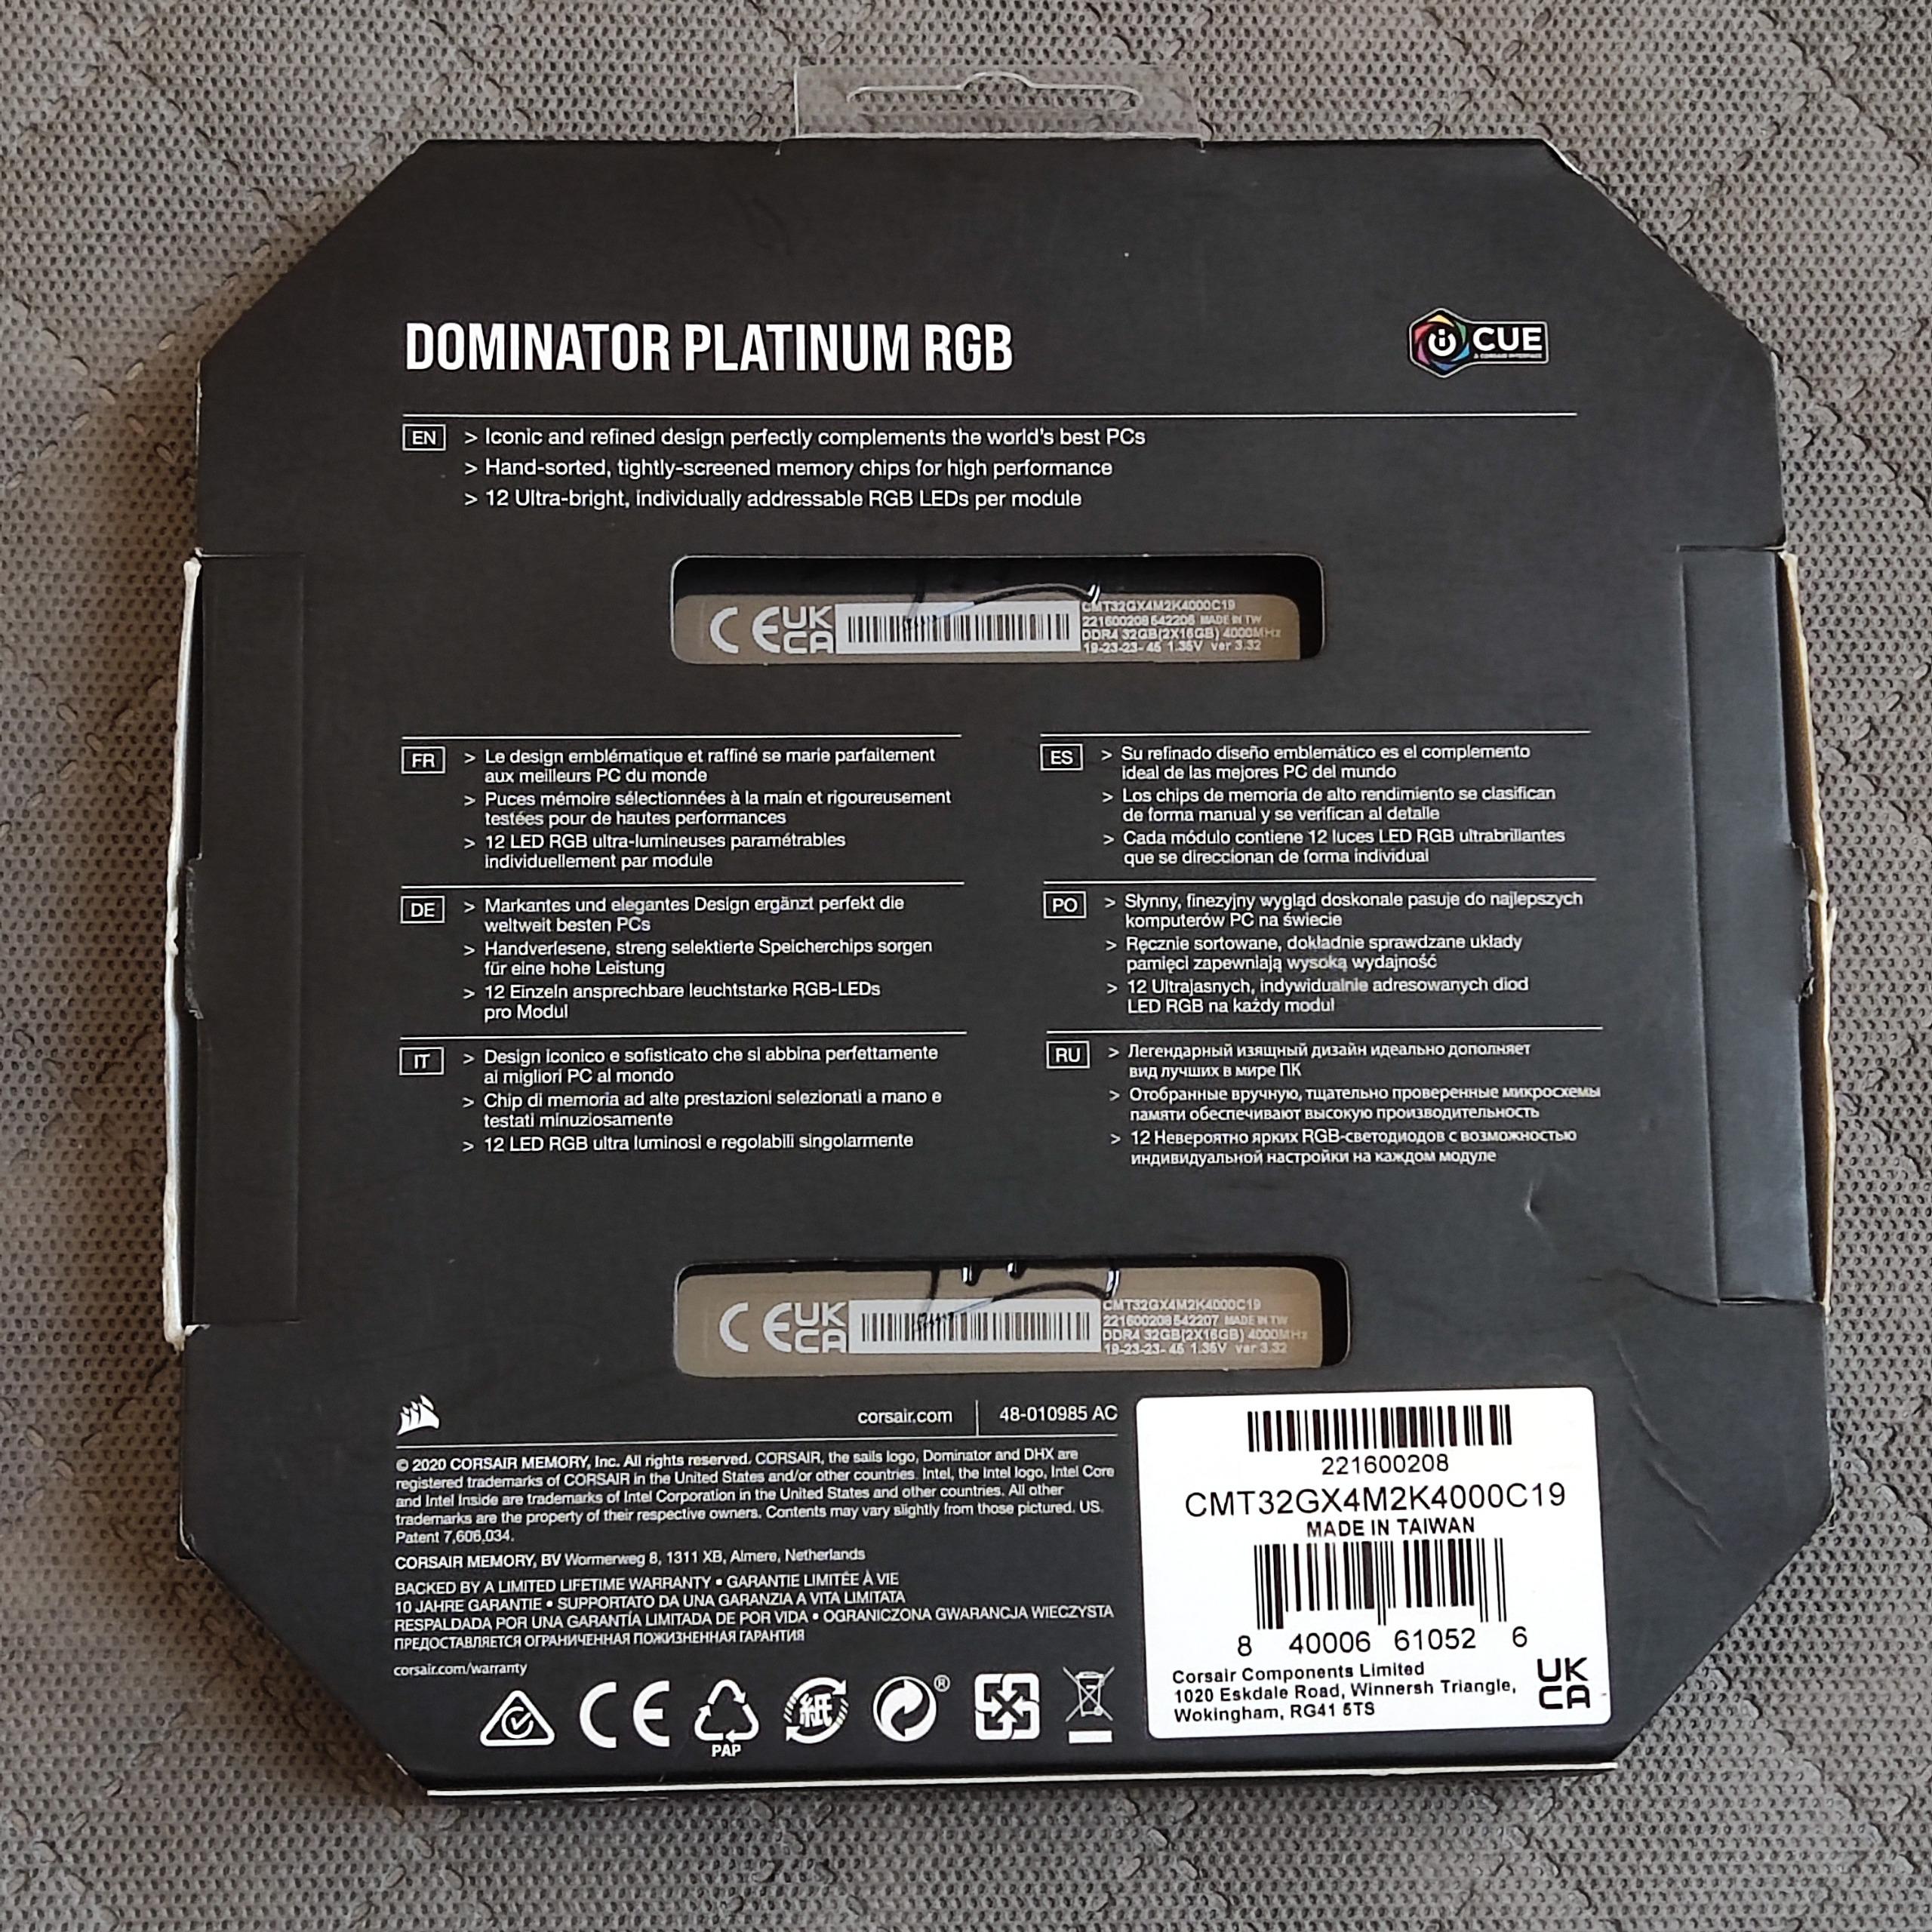 DOMINATOR PLATINUM RGB
iCUE
A CORSAIR INTERFACE
EN
> Iconic and refined design perfectly complements the world's best PCs
> Hand-sorted, tightly-screened memory chips for high performance
> 12 Ultra-bright, individually addressable RGB LEDs per module
CE UK CA
CMT32GX4M2K4000C19
221600208542206 MADE IN TW
DDR4 32GB(2X16GB) 4000MHz
19-23-23-45 1.35V ver 3.32
FR
> Le design emblématique et raffiné se marie parfaitement
aux meilleurs PC du monde
> Puces mémoire sélectionnées à la main et rigoureusement
testées pour de hautes performances
> 12 LED RGB ultra-lumineuses paramétrables
individuellement par module
DE
> Markantes und elegantes Design ergänzt perfekt die
weltweit besten PCs
> Handverlesene, streng selektierte Speicherchips sorgen
für eine hohe Leistung
> 12 Einzeln ansprechbare leuchtstarke RGB-LEDs
pro Modul
IT
> Design iconico e sofisticato che si abbina perfettamente
ai migliori PC al mondo
> Chip di memoria ad alte prestazioni selezionati a mano e
testati minuziosamente
> 12 LED RGB ultra luminosi e regolabili singolarmente
ES
> Su refinado diseño emblemático es el complemento
ideal de las mejores PC del mundo
> Los chips de memoria de alto rendimiento se clasifican
de forma manual y se verifican al detalle
> Cada módulo contiene 12 luces LED RGB ultrabrillantes
que se direccionan de forma individual
PO
> Słynny, finezyjny wygląd doskonale pasuje do najlepszych
komputerów PC na świecie
> Ręcznie sortowane, dokładnie sprawdzane układy
pamięci zapewniają wysoką wydajność
> 12 Ultrajasnych, indywidualnie adresowanych diod
LED RGB na każdy moduł
RU
> Легендарный изящный дизайн идеально дополняет
вид лучших в мире ПК
> Отобранные вручную, тщательно проверенные микросхемы
памяти обеспечивают высокую производительность
> 12 Невероятно ярких RGB-светодиодов с возможностью
индивидуальной настройки на каждом модуле
CE UK CA
CMT32GX4M2K4000C19
221600208542207 MADE IN TW
DDR4 32GB(2X16GB) 4000MHz
19-23-23-45 1.35V ver 3.32
corsair.com | 48-010985 AC
© 2020 CORSAIR MEMORY, Inc. All rights reserved. CORSAIR, the sails logo, Dominator and DHX are
registered trademarks of CORSAIR in the United States and/or other countries. Intel, the Intel logo, Intel Core
and Intel Inside are trademarks of Intel Corporation in the United States and other countries. All other
trademarks are the property of their respective owners. Contents may vary slightly from those pictured. US.
Patent 7,606,034.
CORSAIR MEMORY, BV Wormerweg 8, 1311 XB, Almere, Netherlands
BACKED BY A LIMITED LIFETIME WARRANTY • GARANTIE LIMITÉE À VIE
10 JAHRE GARANTIE • SUPPORTATO DA UNA GARANZIA A VITA LIMITATA
RESPALDADA POR UNA GARANTÍA LIMITADA DE POR VIDA • OGRANICZONA GWARANCJA WIECZYSTA
ПРЕДОСТАВЛЯЕТСЯ ОГРАНИЧЕННАЯ ПОЖИЗНЕННАЯ ГАРАНТИЯ
corsair.com/warranty
CE
PAP
紙
®
221600208
CMT32GX4M2K4000C19
MADE IN TAIWAN
8 40006 61052 6
Corsair Components Limited
1020 Eskdale Road, Winnersh Triangle,
Wokingham, RG41 5TS
UK
CA